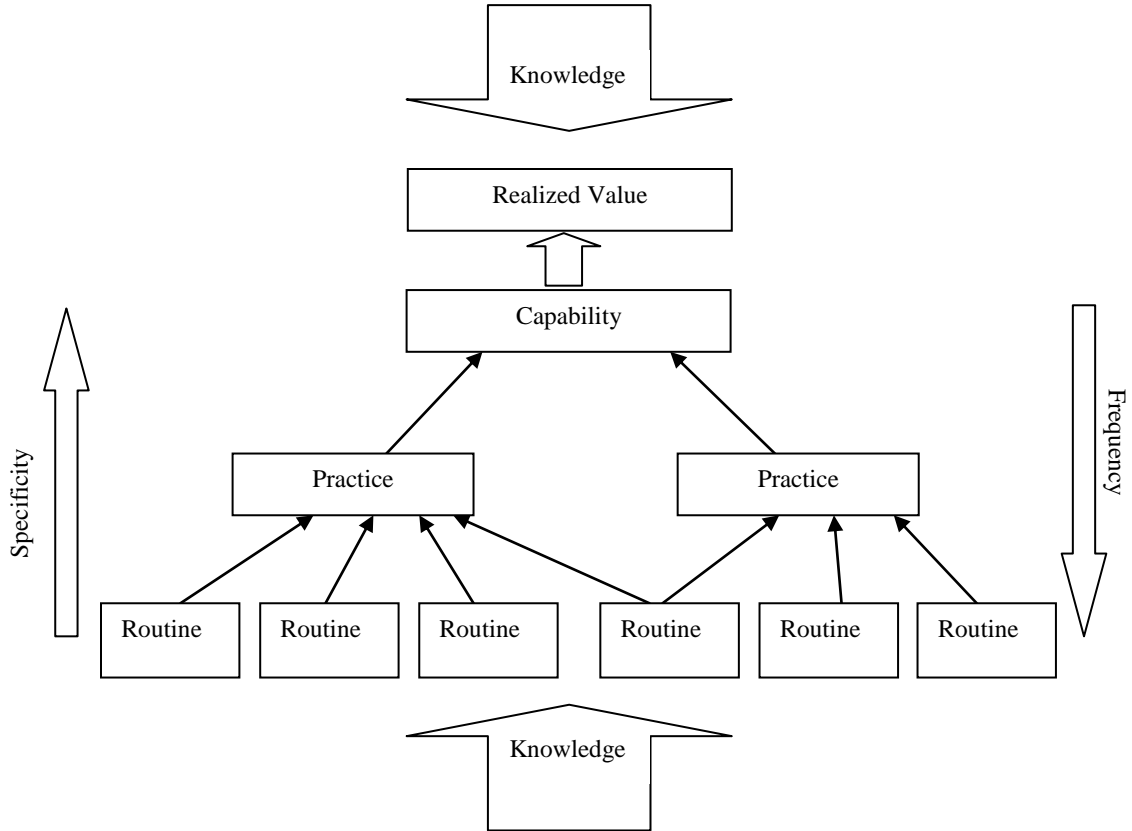 Knowledge
Realized Value
Capability
Specificity
Frequency
Practice
Practice
Routine
Routine
Routine
Routine
Routine
Routine
Knowledge